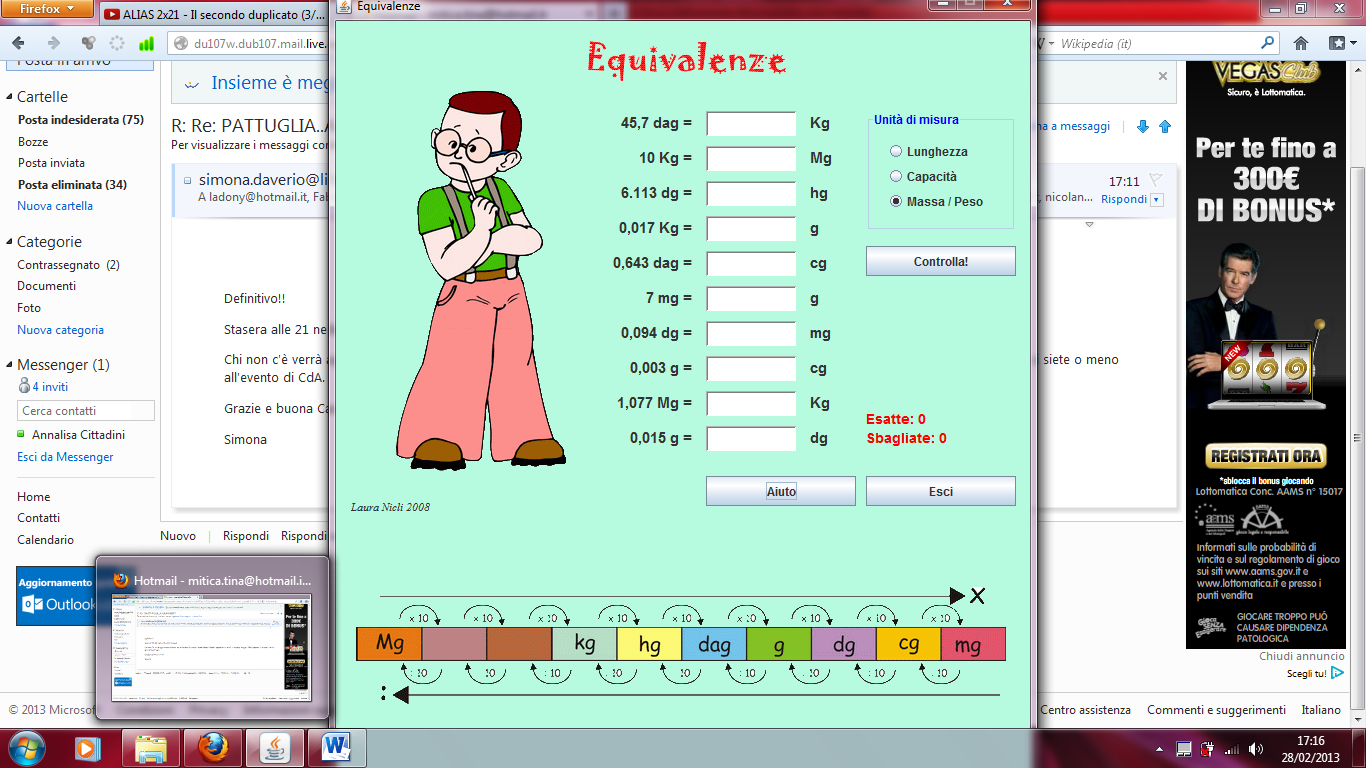 Firefox
ALIAS 2x21 - Il secondo duplicato (3/...
Equivalenze
du107w.dub107.mail.live.
Wikipedia (it)
Posta in arrivo
Cartelle
Posta indesiderata (75)
Bozze
Posta inviata
Posta eliminata (34)
Nuova cartella
Categorie
Contrassegnato (2)
Documenti
Foto
Nuova categoria
Messenger (1)
4 inviti
Cerca contatti
Annalisa Cittadini
Esci da Messenger
Home
Contatti
Calendario
Aggiornamento
Outlook
Insieme è meg
R: Re: PATTUGLIA..A
Per visualizzare i messaggi con
a messaggi
simona.daverio@li
17:11
A ladony@hotmail.it, Fab
, nicolan...
Rispondi
Definitivo!!
Stasera alle 21 ne
Chi non c'è verrà a
siete o meno
all'evento di CdA.
Grazie e buona Ca
Simona
Nuovo | Rispondi Rispondi
Equivalenze
45,7 dag = Kg
10 Kg = Mg
6.113 dg = hg
0,017 Kg = g
0,643 dag = cg
7 mg = g
0,094 dg = mg
0,003 g = cg
1,077 Mg = Kg
0,015 g = dg
Unità di misura
Lunghezza
Capacità
Massa / Peso
Controlla!
Esatte: 0
Sbagliate: 0
Aiuto
Esci
Laura Nicli 2008
X
x 10 x 10 x 10 x 10 x 10 x 10 x 10 x 10 x 10
Mg kg hg dag g dg cg mg
: 10 : 10 : 10 : 10 : 10 : 10 : 10 : 10 : 10
:
VEGAS Club
Sicuro, è Lottomatica.
Per te fino a
300€
DI BONUS*
NEW
REGISTRATI ORA
*sblocca il bonus giocando
Lottomatica Conc. AAMS n° 15017
aams
Gioca senza esagerare
Informati sulle probabilità di
vincita e sul regolamento di gioco
sui siti www.aams.gov.it e
www.lottomatica.it e presso i
punti vendita
GIOCARE TROPPO PUÒ
CAUSARE DIPENDENZA
PATOLOGICA
Chiudi annuncio
Scegli tu!
Hotmail - mitica.tina@hotmail.i...
© 2013 Microsof
Centro assistenza Commenti e suggerimenti Italiano
17:16
28/02/2013